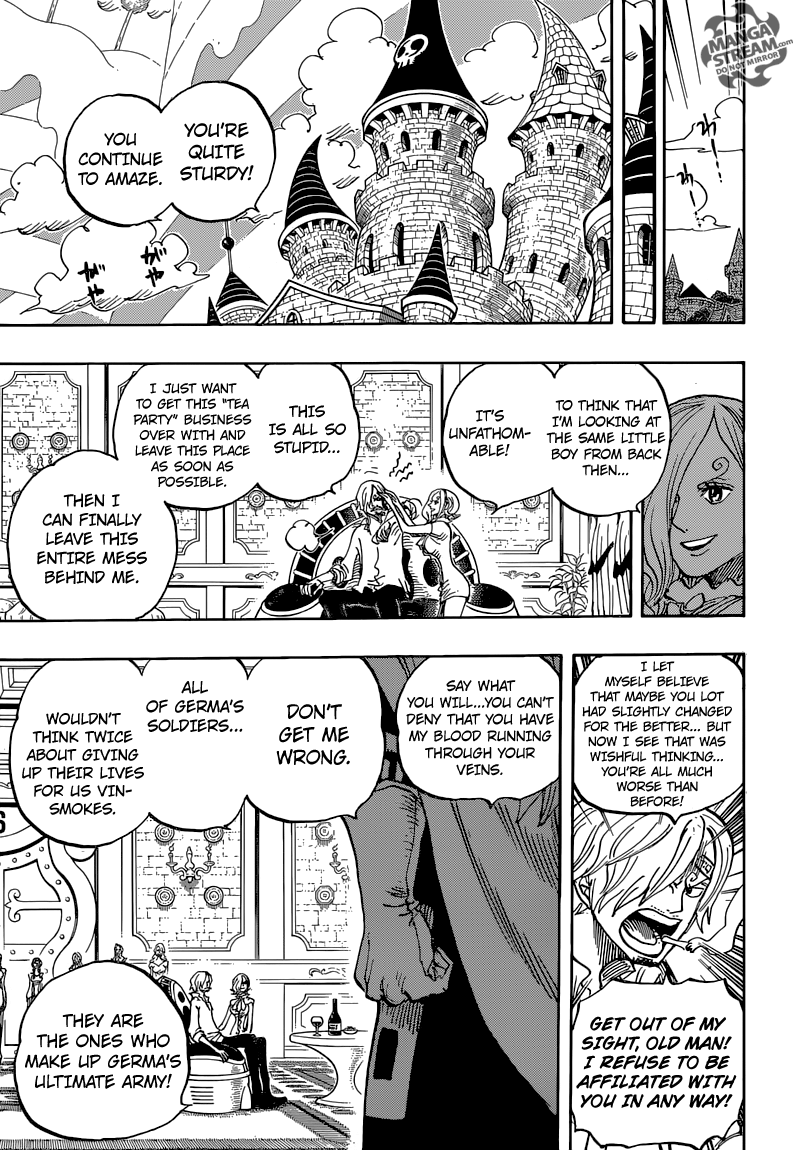 MANGA
STREAM
.COM
DO NOT MIRROR
YOU'RE
QUITE
STURDY!
YOU
CONTINUE
TO AMAZE.
TO THINK THAT
I'M LOOKING AT
THE SAME LITTLE
BOY FROM BACK
THEN...
IT'S
UNFATHOM-
ABLE!
THIS
IS ALL SO
STUPID...
I JUST WANT
TO GET THIS "TEA
PARTY" BUSINESS
OVER WITH AND
LEAVE THIS PLACE
AS SOON AS
POSSIBLE.
THEN I
CAN FINALLY
LEAVE THIS
ENTIRE MESS
BEHIND ME.
I LET
MYSELF BELIEVE
THAT MAYBE YOU LOT
HAD SLIGHTLY CHANGED
FOR THE BETTER... BUT
NOW I SEE THAT WAS
WISHFUL THINKING...
YOU'RE ALL MUCH
WORSE THAN
BEFORE!
GET OUT OF MY
SIGHT, OLD MAN!
I REFUSE TO BE
AFFILIATED WITH
YOU IN ANY WAY!
SAY WHAT
YOU WILL...YOU CAN'T
DENY THAT YOU HAVE
MY BLOOD RUNNING
THROUGH YOUR
VEINS.
DON'T
GET ME
WRONG.
ALL
OF GERMA'S
SOLDIERS...
WOULDN'T
THINK TWICE
ABOUT GIVING
UP THEIR LIVES
FOR US VIN-
SMOKES.
THEY ARE
THE ONES WHO
MAKE UP GERMA'S
ULTIMATE ARMY!